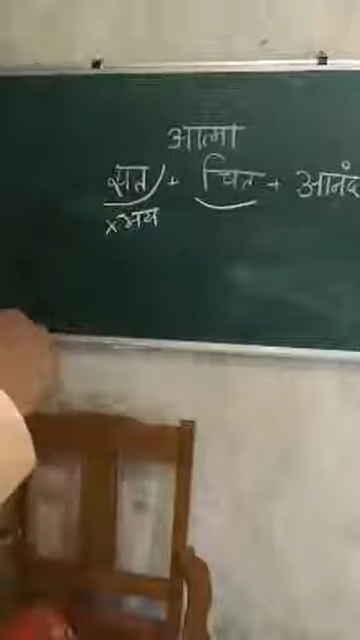 आत्मा
सत + चित + आनंद
x भय